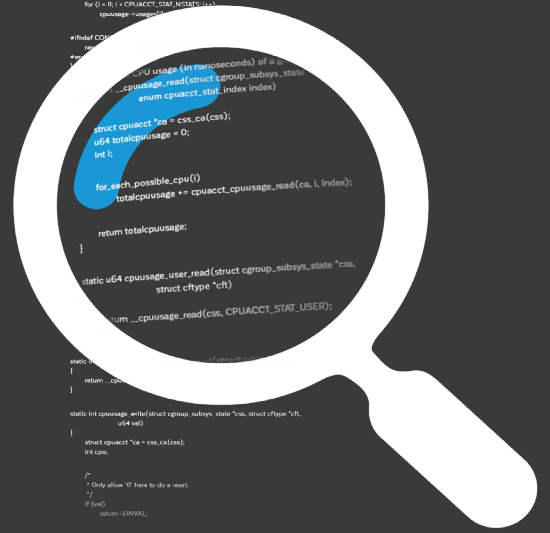 for (i = 0; i < CPUACCT_STAT_NSTATS; i++)
cpuusage->usage
#ifndef
CPU usage (in nanoseconds) of a
__cpuusage_read(struct cgroup_subsys_state
enum cpuacct_stat_index index)
struct cpuacct *ca = css_ca(css);
u64 totalcpuusage = 0;
int i;
for_each_possible_cpu(i)
totalcpuusage += cpuacct_cpuusage_read(ca, i, index);
return totalcpuusage;
}
static u64 cpuusage_user_read(struct cgroup_subsys_state *css,
struct cftype *cft)
__cpuusage_read(css, CPUACCT_STAT_USER);
{
return
}
static int cpuusage_write(struct cgroup_subsys_state *css, struct cftype *cft,
u64 val)
{
struct cpuacct *ca = css_ca(css);
int cpu;
/*
* Only allow '0' here to do a reset.
*/
if (val)
return -EINVAL;